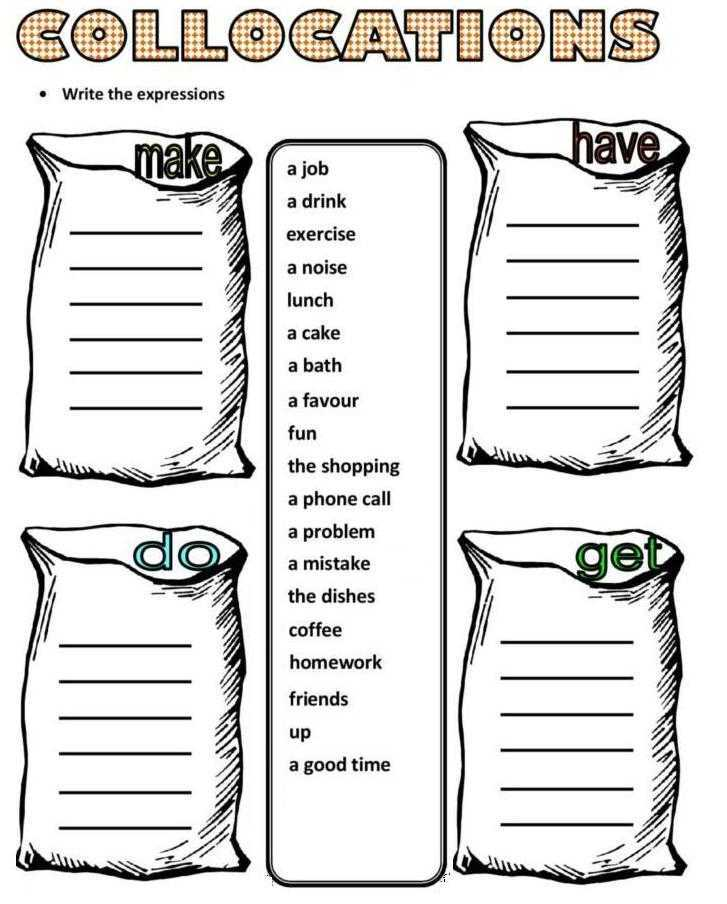 COLLOCATIONS
• Write the expressions
make
have
a job
a drink
exercise
a noise
lunch
a cake
a bath
a favour
fun
the shopping
a phone call
a problem
a mistake
the dishes
coffee
homework
friends
up
a good time
do
get